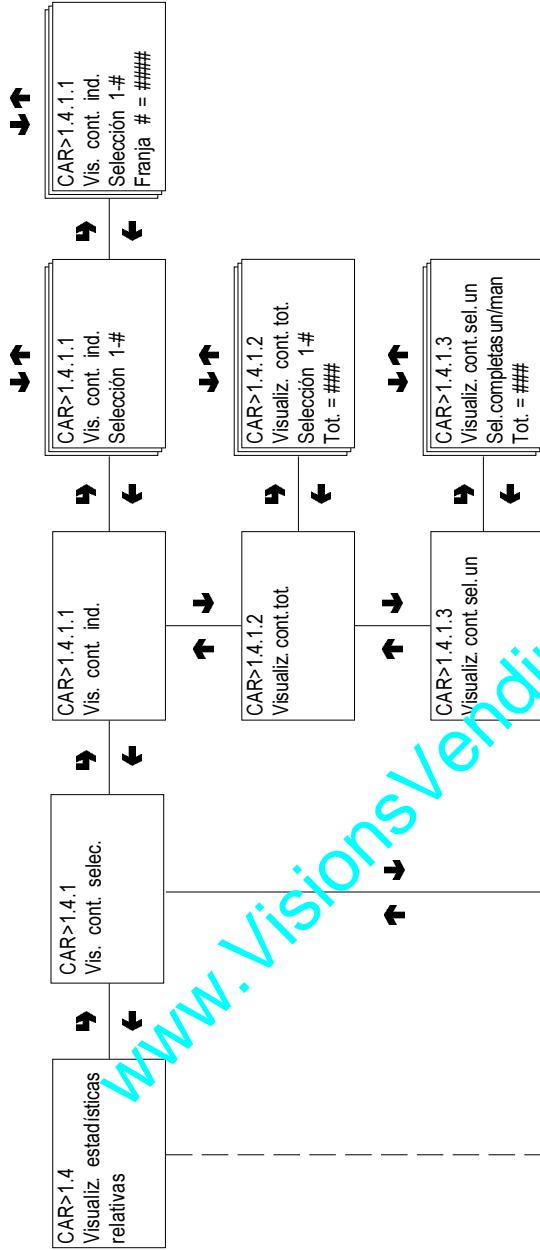 CAR>1.4
Visualiz. estadísticas
relativas
CAR>1.4.1
Vis. cont. selec.
CAR>1.4.1.1
Vis. cont. ind.
CAR>1.4.1.1
Vis. cont. ind.
Selección 1-#
CAR>1.4.1.1
Vis. cont. ind.
Selección 1-#
Franja # = ####
CAR>1.4.1.2
Visualiz. cont.tot.
CAR>1.4.1.2
Visualiz. cont.tot.
Selección 1-#
Tot. = ###
CAR>1.4.1.3
Visualiz. cont.sel.un
CAR>1.4.1.3
Visualiz. cont.sel.un
Sel.completas un/man
Tot. = ###
www.VisionsVendi